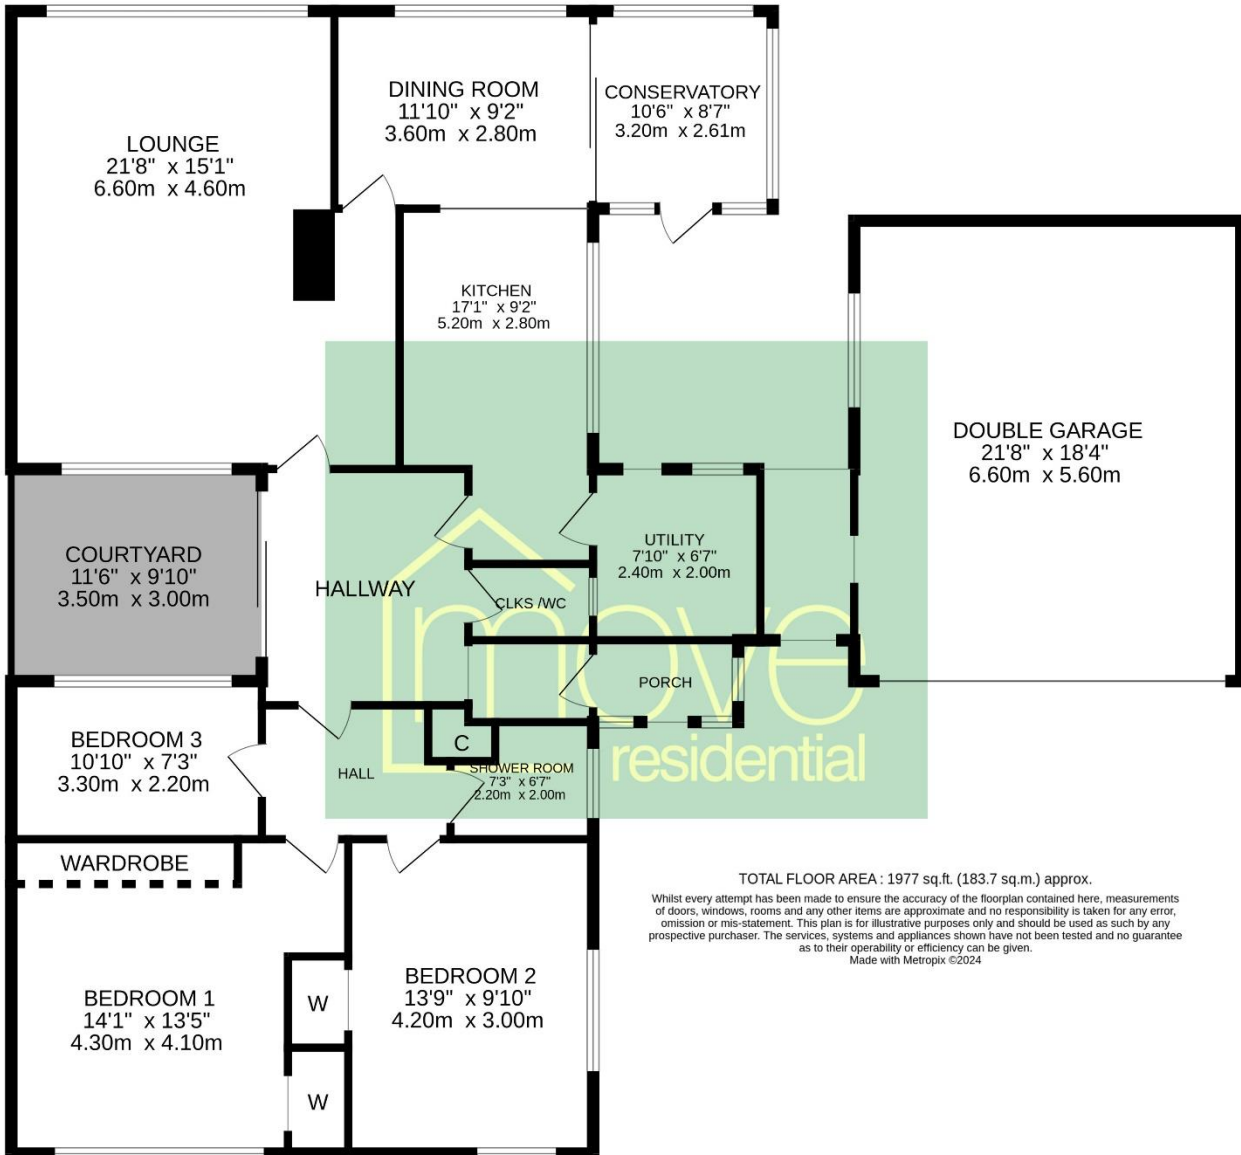 DINING ROOM
11'10" x 9'2"
3.60m x 2.80m
CONSERVATORY
10'6" x 8'7"
3.20m x 2.61m
LOUNGE
21'8" x 15'1"
6.60m x 4.60m
KITCHEN
17'1" x 9'2"
5.20m x 2.80m
DOUBLE GARAGE
21'8" x 18'4"
6.60m x 5.60m
COURTYARD
11'6" x 9'10"
3.50m x 3.00m
HALLWAY
UTILITY
7'10" x 6'7"
2.40m x 2.00m
CLKS /WC
move
residential
PORCH
BEDROOM 3
10'10" x 7'3"
3.30m x 2.20m
HALL
C
SHOWER ROOM
7'3" x 6'7"
2.20m x 2.00m
WARDROBE
BEDROOM 1
14'1" x 13'5"
4.30m x 4.10m
W
W
BEDROOM 2
13'9" x 9'10"
4.20m x 3.00m
TOTAL FLOOR AREA : 1977 sq.ft. (183.7 sq.m.) approx.
Whilst every attempt has been made to ensure the accuracy of the floorplan contained here, measurements
of doors, windows, rooms and any other items are approximate and no responsibility is taken for any error,
omission or mis-statement. This plan is for illustrative purposes only and should be used as such by any
prospective purchaser. The services, systems and appliances shown have not been tested and no guarantee
as to their operability or efficiency can be given.
Made with Metropix ©2024